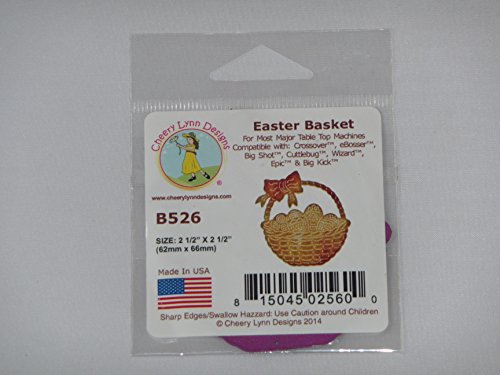 Cheery Lynn Designs
®
www.cheerylynndesigns.com
B526
SIZE: 2 1/2" X 2 1/2"
(62mm x 66mm)
Made In USA
Easter Basket
For Most Major Table Top Machines
Compatible with: Crossover™, eBosser™,
Big Shot™, Cuttlebug™, Wizard™,
Epic™ & Big Kick™
8 15045 02560 0
Sharp Edges/Swallow Hazzard: Use Caution around Children
© Cheery Lynn Designs 2014